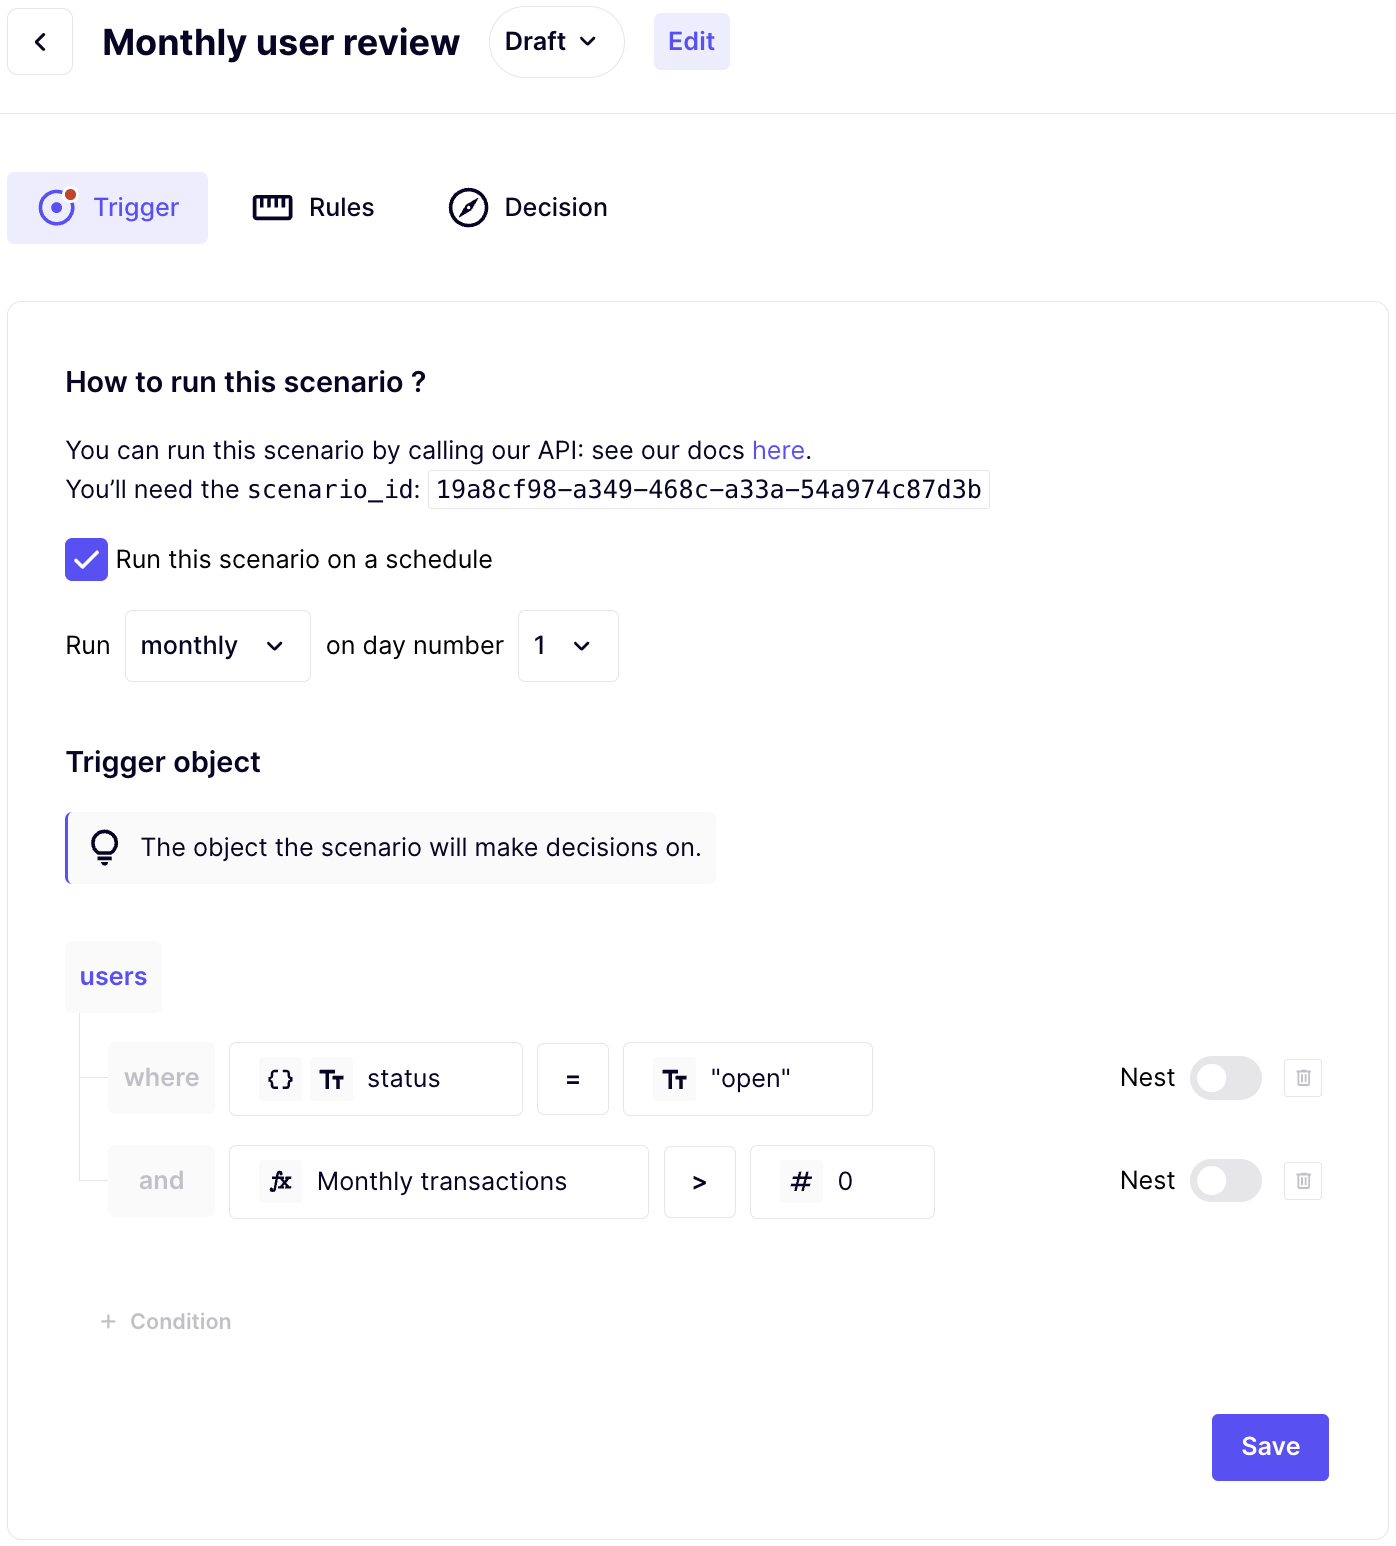 Monthly user review Draft Edit
Trigger Rules Decision
How to run this scenario ?
You can run this scenario by calling our API: see our docs here.
You’ll need the scenario_id: 19a8cf98-a349-468c-a33a-54a974c87d3b
Run this scenario on a schedule
Run monthly on day number 1
Trigger object
The object the scenario will make decisions on.
users
where {} Tт status = Tт "open" Nest
and fx Monthly transactions > # 0 Nest
+ Condition
Save